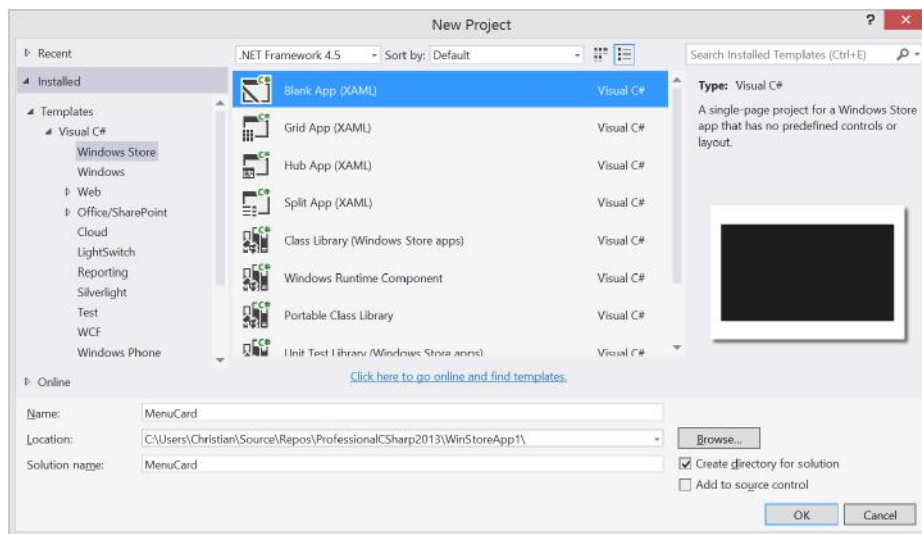 New Project
? ×
Recent
.NET Framework 4.5 Sort by: Default
Search Installed Templates (Ctrl+E)
Installed
Templates
Visual C#
Windows Store
Windows
Web
Office/SharePoint
Cloud
LightSwitch
Reporting
Silverlight
Test
WCF
Windows Phone
Online
Blank App (XAML) Visual C#
Grid App (XAML) Visual C#
Hub App (XAML) Visual C#
Split App (XAML) Visual C#
Class Library (Windows Store apps) Visual C#
Windows Runtime Component Visual C#
Portable Class Library Visual C#
Unit Test Library (Windows Store apps) Visual C#
Click here to go online and find templates.
Type: Visual C#
A single-page project for a Windows Store
app that has no predefined controls or
layout.
Name: MenuCard
Location: C:\Users\Christian\Source\Repos\ProfessionalCSharp2013\WinStoreApp1\
Browse...
Solution name: MenuCard
Create directory for solution
Add to source control
OK Cancel